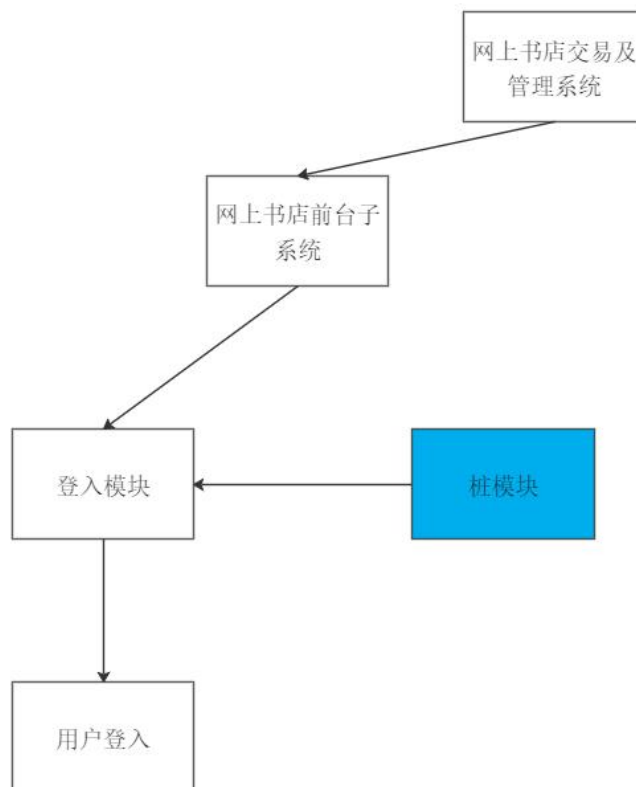 网上书店交易及
管理系统
网上书店前台子
系统
登入模块
桩模块
用户登入